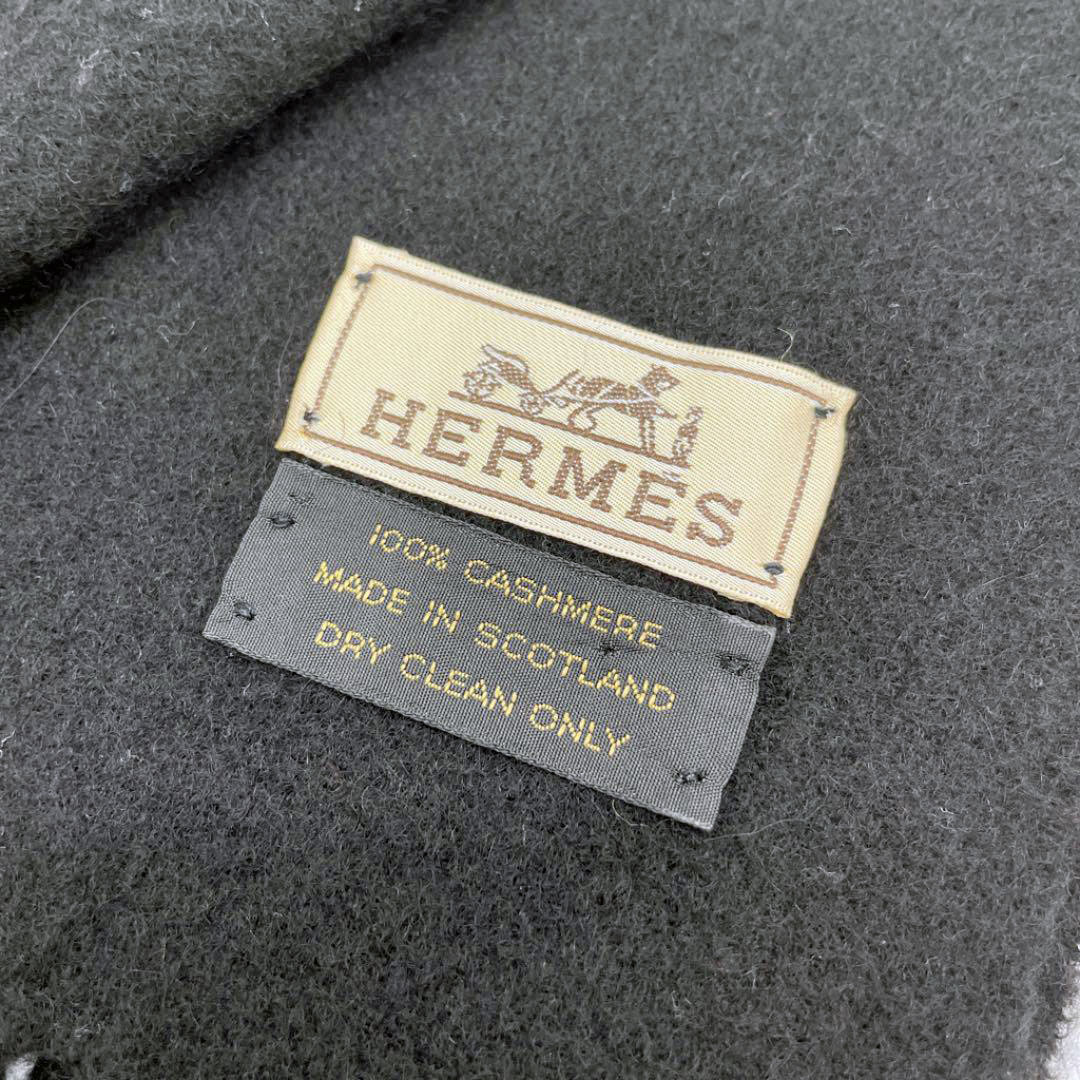 HERMES
100% CASHMERE
MADE IN SCOTLAND
DRY CLEAN ONLY